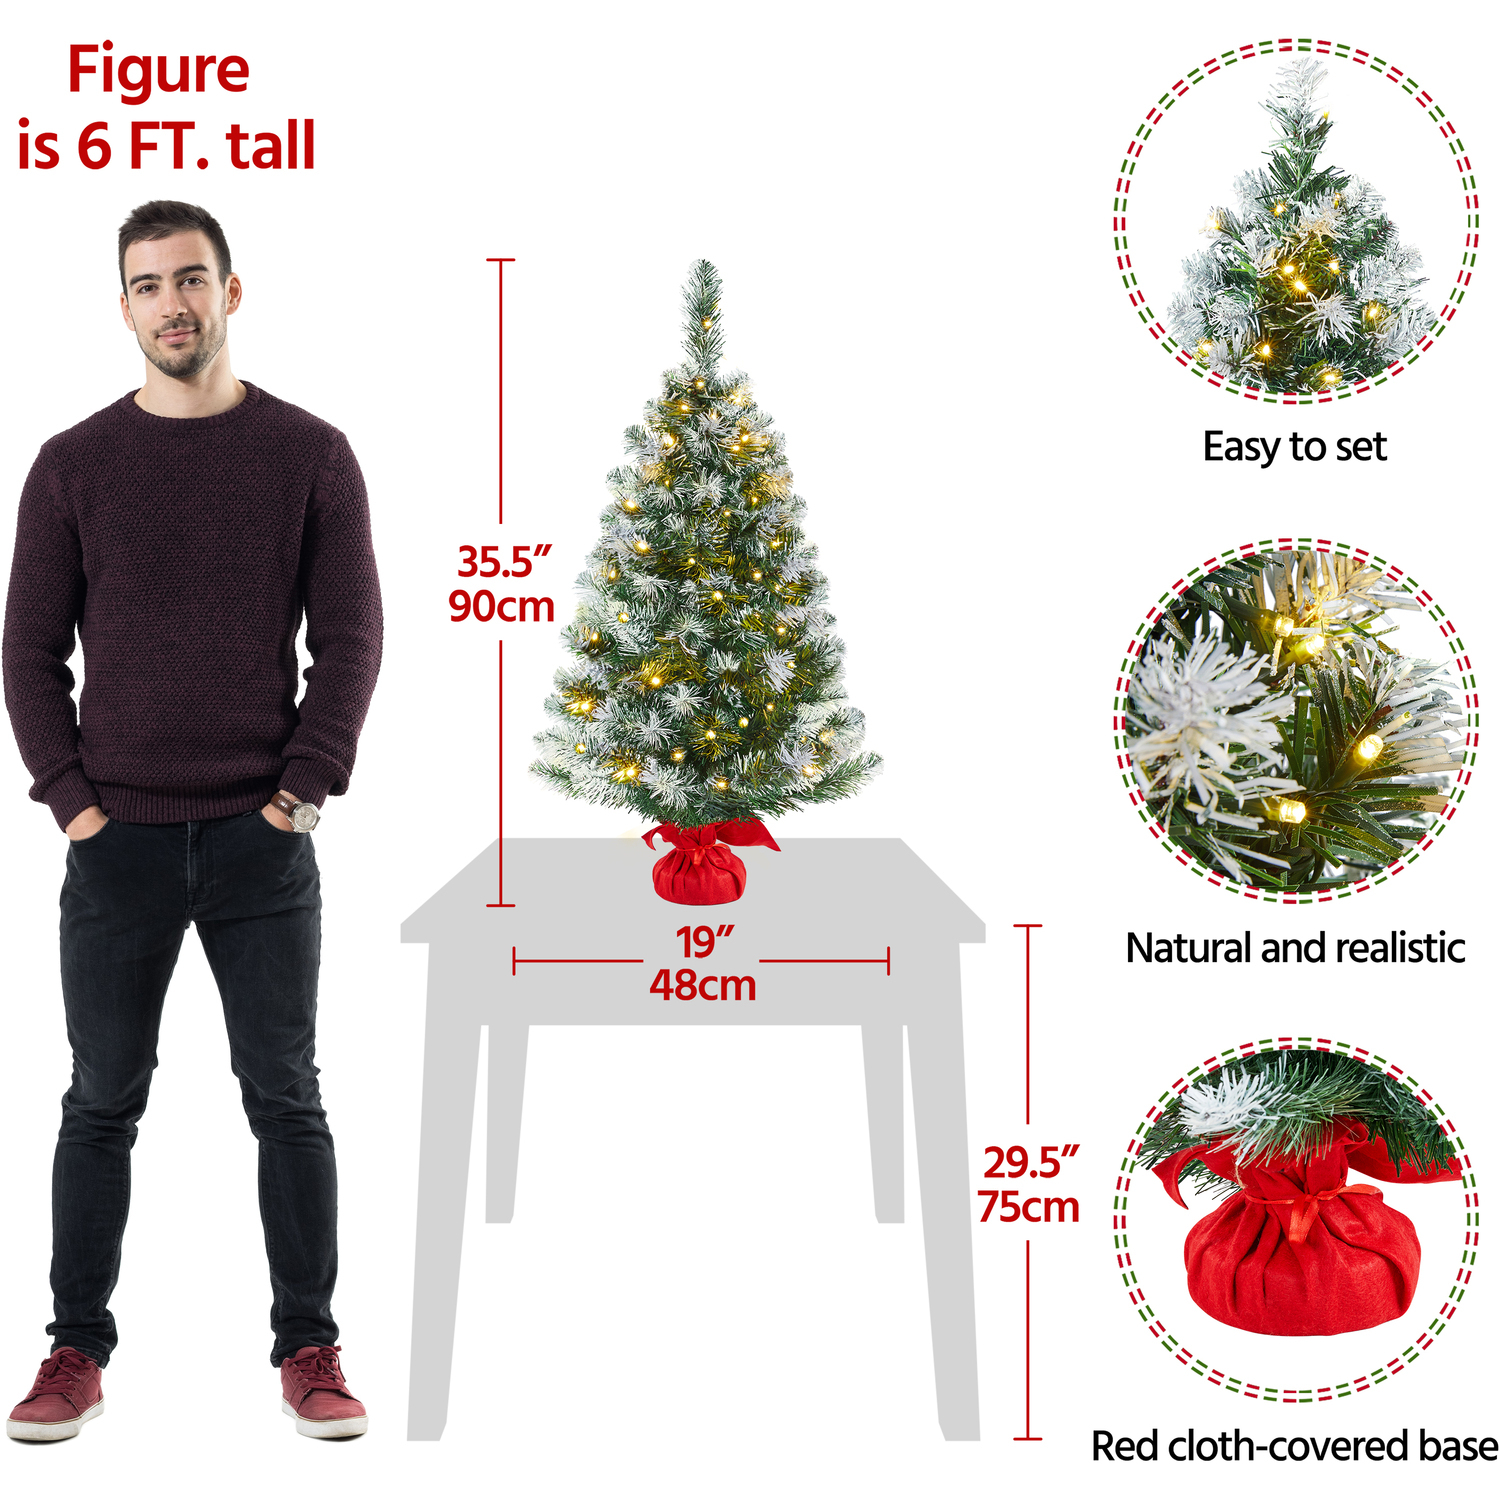 Figure
is 6 FT. tall
35.5″
90cm
19″
48cm
29.5″
75cm
Easy to set
Natural and realistic
Red cloth-covered base